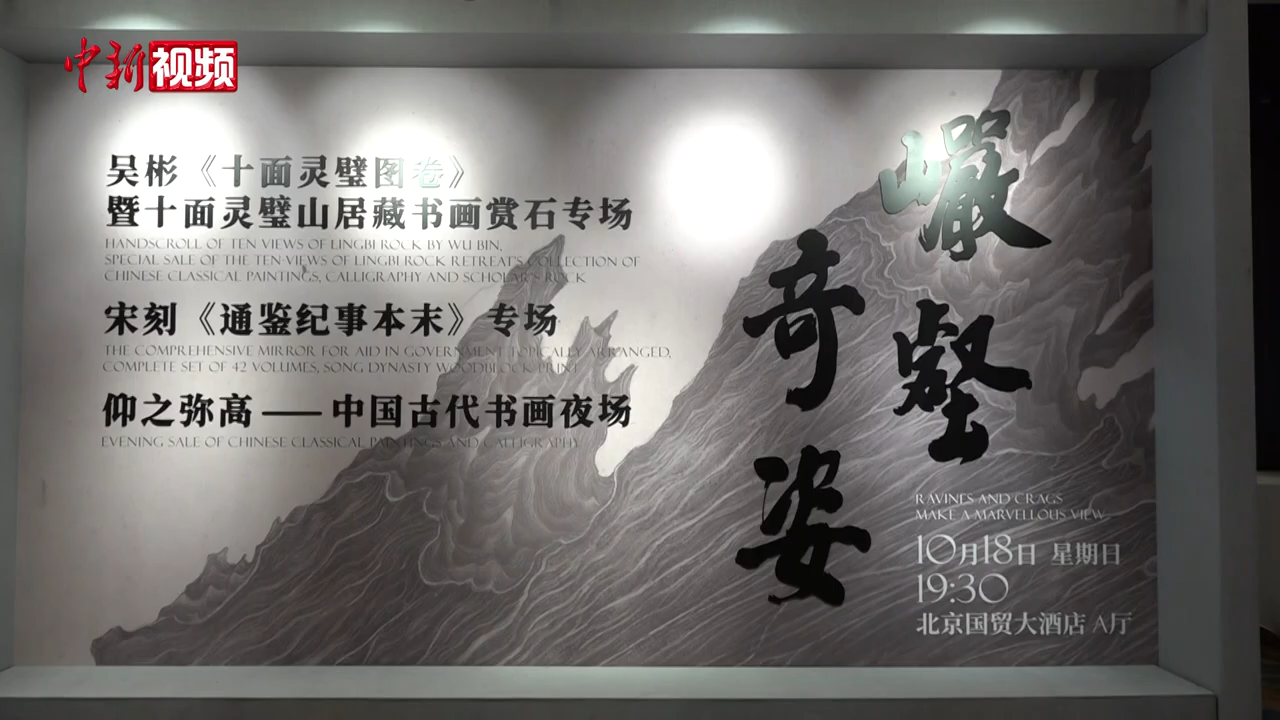 中新视频
吴彬《十面灵璧图卷》
暨十面灵璧山居藏书画赏石专场
HANDSCROLL OF TEN VIEWS OF LINGBI ROCK BY WU BIN,
SPECIAL SALE OF THE TEN-VIEWS OF LINGBI ROCK RETREAT'S COLLECTION OF
CHINESE CLASSICAL PAINTINGS, CALLIGRAPHY AND SCHOLAR'S ROCK
宋刻《通鉴纪事本末》专场
THE COMPREHENSIVE MIRROR FOR AID IN GOVERNMENT TOPICALLY ARRANGED,
COMPLETE SET OF 42 VOLUMES, SONG DYNASTY WOODBLOCK PRINT
仰之弥高——中国古代书画夜场
EVENING SALE OF CHINESE CLASSICAL PAINTINGS AND CALLIGRAPHY
巖壑
奇姿
RAVINES AND CRAGS
MAKE A MARVELLOUS VIEW
10月18日 星期日
19:30
北京国贸大酒店 A厅